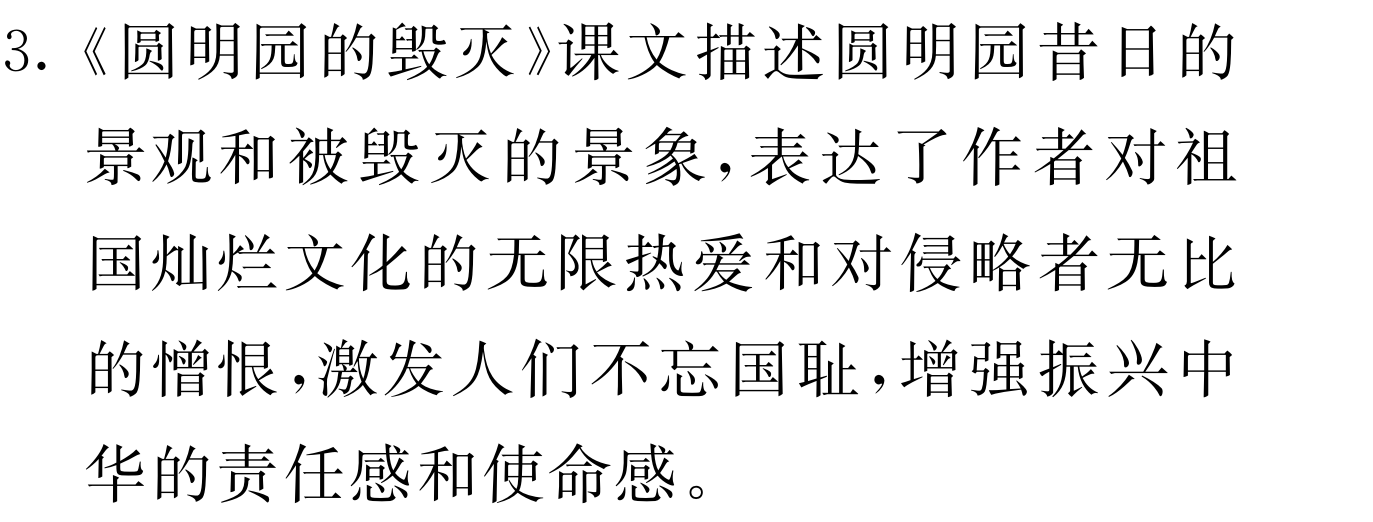 3.《圆明园的毁灭》课文描述圆明园昔日的
景观和被毁灭的景象,表达了作者对祖
国灿烂文化的无限热爱和对侵略者无比
的憎恨,激发人们不忘国耻,增强振兴中
华的责任感和使命感。